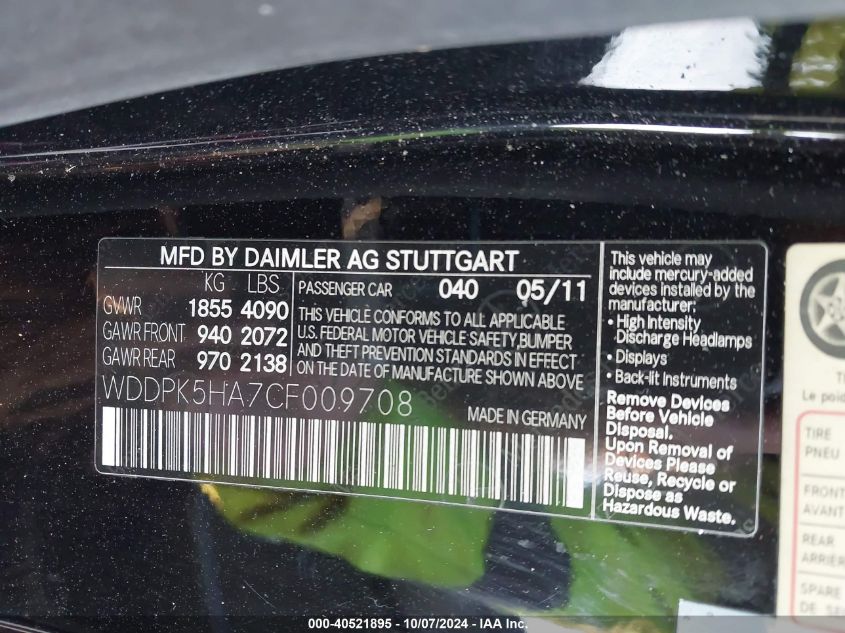 MFD BY DAIMLER AG STUTTGART
KG LBS
GVWR 1855 4090
GAWR FRONT 940 2072
GAWR REAR 970 2138
PASSENGER CAR 040 05/11
THIS VEHICLE CONFORMS TO ALL APPLICABLE
U.S. FEDERAL MOTOR VEHICLE SAFETY,BUMPER
AND THEFT PREVENTION STANDARDS IN EFFECT
ON THE DATE OF MANUFACTURE SHOWN ABOVE
WDDPK5HA7CF009708
MADE IN GERMANY
This vehicle may
include mercury-added
devices installed by the
manufacturer:
• High Intensity
Discharge Headlamps
• Displays
• Back-lit Instruments
Remove Devices
Before Vehicle
Disposal.
Upon Removal of
Devices Please
Reuse, Recycle or
Dispose as
Hazardous Waste.
Le poid
TIRE
PNEU
FRONT
AVANT
REAR
ARRIÈR
SPARE
DE SE
000-40521895 - 10/07/2024 - IAA Inc.